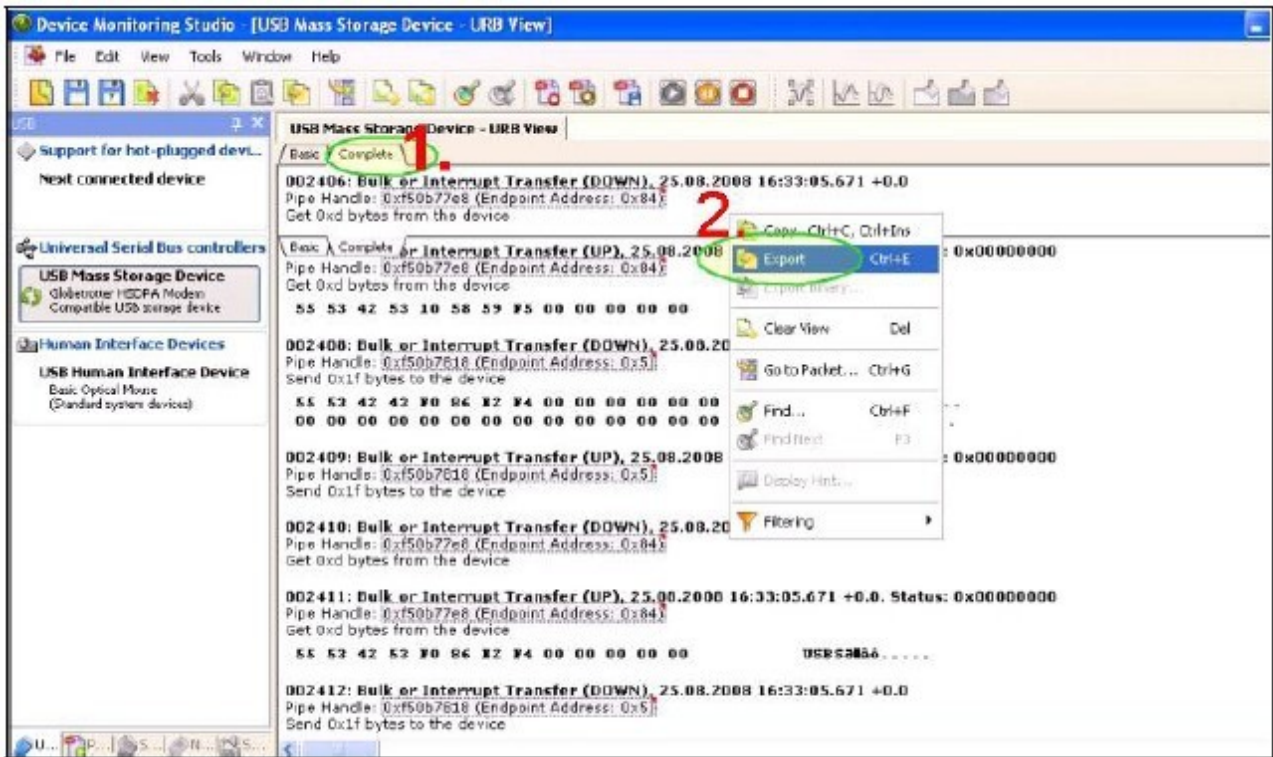 Device Monitoring Studio - [USB Mass Storage Device - URB View]
File Edit View Tools Window Help
USB
Support for hot-plugged devi...
Next connected device
Universal Serial Bus controllers
USB Mass Storage Device
Globetrotter HSDPA Modem
Compatible USB storage device
Human Interface Devices
USB Human Interface Device
Basic Optical Mouse
(Standard system devices)
U... P... S... N... S...
USB Mass Storage Device - URB View
Basic Complete
1.
002406: Bulk or Interrupt Transfer (DOWN), 25.08.2008 16:33:05.671 +0.0
Pipe Handle: 0xf50b77e8 (Endpoint Address: 0x84)
Get 0xd bytes from the device
Basic Complete
or Interrupt Transfer (UP), 25.08.2008 : 0x00000000
Pipe Handle: 0xf50b77e8 (Endpoint Address: 0x84)
Get 0xd bytes from the device
55 53 42 53 10 58 59 F5 00 00 00 00 00
002408: Bulk or Interrupt Transfer (DOWN), 25.08.20
Pipe Handle: 0xf50b7818 (Endpoint Address: 0x5)
Send 0x1f bytes to the device
55 53 42 43 F0 86 E2 F4 00 00 00 00 00 00
00 00 00 00 00 00 00 00 00 00 00 00 00 00
002409: Bulk or Interrupt Transfer (UP), 25.08.2008 : 0x00000000
Pipe Handle: 0xf50b7818 (Endpoint Address: 0x5)
Send 0x1f bytes to the device
002410: Bulk or Interrupt Transfer (DOWN), 25.08.20
Pipe Handle: 0xf50b77e8 (Endpoint Address: 0x84)
Get 0xd bytes from the device
002411: Bulk or Interrupt Transfer (UP), 25.08.2008 16:33:05.671 +0.0. Status: 0x00000000
Pipe Handle: 0xf50b77e8 (Endpoint Address: 0x84)
Get 0xd bytes from the device
55 53 42 53 F0 86 E2 F4 00 00 00 00 00
002412: Bulk or Interrupt Transfer (DOWN), 25.08.2008 16:33:05.671 +0.0
Pipe Handle: 0xf50b7818 (Endpoint Address: 0x5)
Send 0x1f bytes to the device
2.
Copy Ctrl+C, Ctrl+Ins
Export Ctrl+E
Export Binary...
Clear View Del
Go to Packet... Ctrl+G
Find... Ctrl+F
Find Next F3
Display Hint...
Filtering